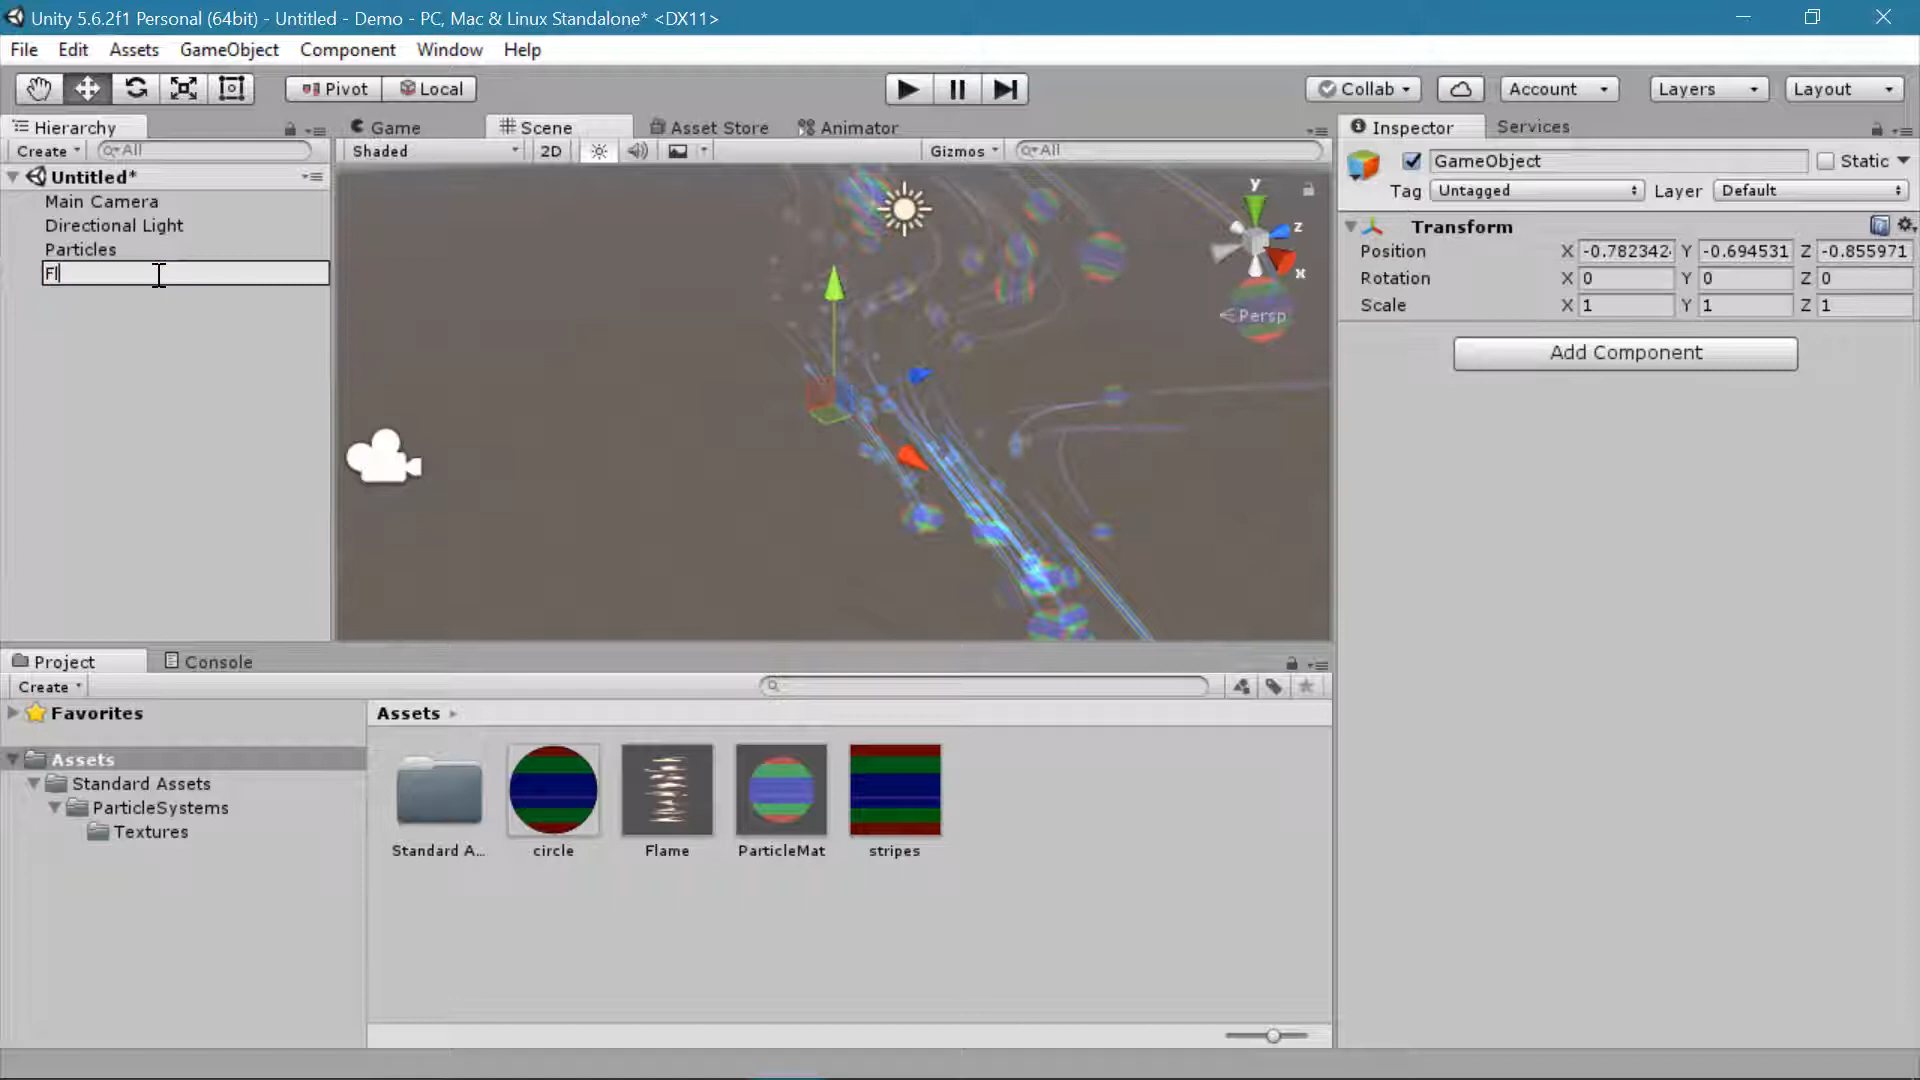 Unity 5.6.2f1 Personal (64bit) - Untitled - Demo - PC, Mac & Linux Standalone* <DX11>
File Edit Assets GameObject Component Window Help
Pivot Local Collab Account Layers Layout
Hierarchy Game Scene Asset Store Animator Inspector Services
Create All Shaded 2D Gizmos All
GameObject Static
Untitled*
Tag Untagged Layer Default
Main Camera
Directional Light
Particles
Fl
Transform
Position X -0.782342 Y -0.694531 Z -0.855971
Rotation X 0 Y 0 Z 0
Scale X 1 Y 1 Z 1
Add Component
y
z
x
Persp
Project Console
Create
Favorites
Assets
Standard Assets
ParticleSystems
Textures
Assets
Standard A... circle Flame ParticleMat stripes